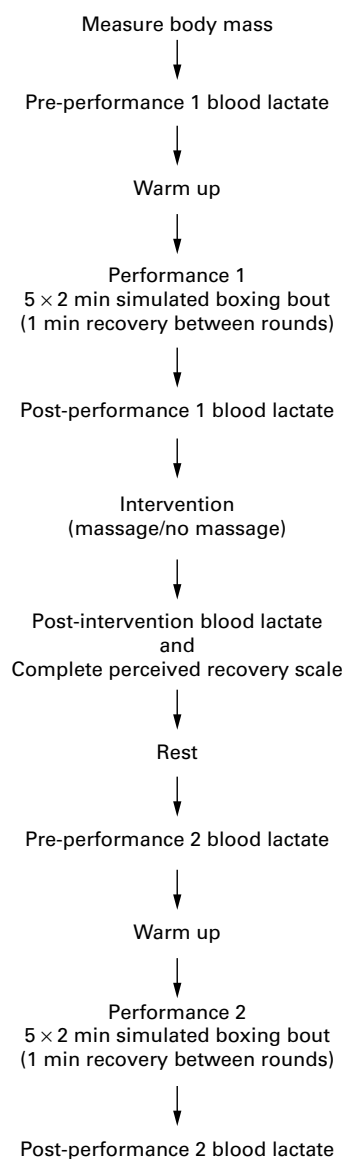 Measure body mass
Pre-performance 1 blood lactate
Warm up
Performance 1
5 × 2 min simulated boxing bout
(1 min recovery between rounds)
Post-performance 1 blood lactate
Intervention
(massage/no massage)
Post-intervention blood lactate
and
Complete perceived recovery scale
Rest
Pre-performance 2 blood lactate
Warm up
Performance 2
5 × 2 min simulated boxing bout
(1 min recovery between rounds)
Post-performance 2 blood lactate